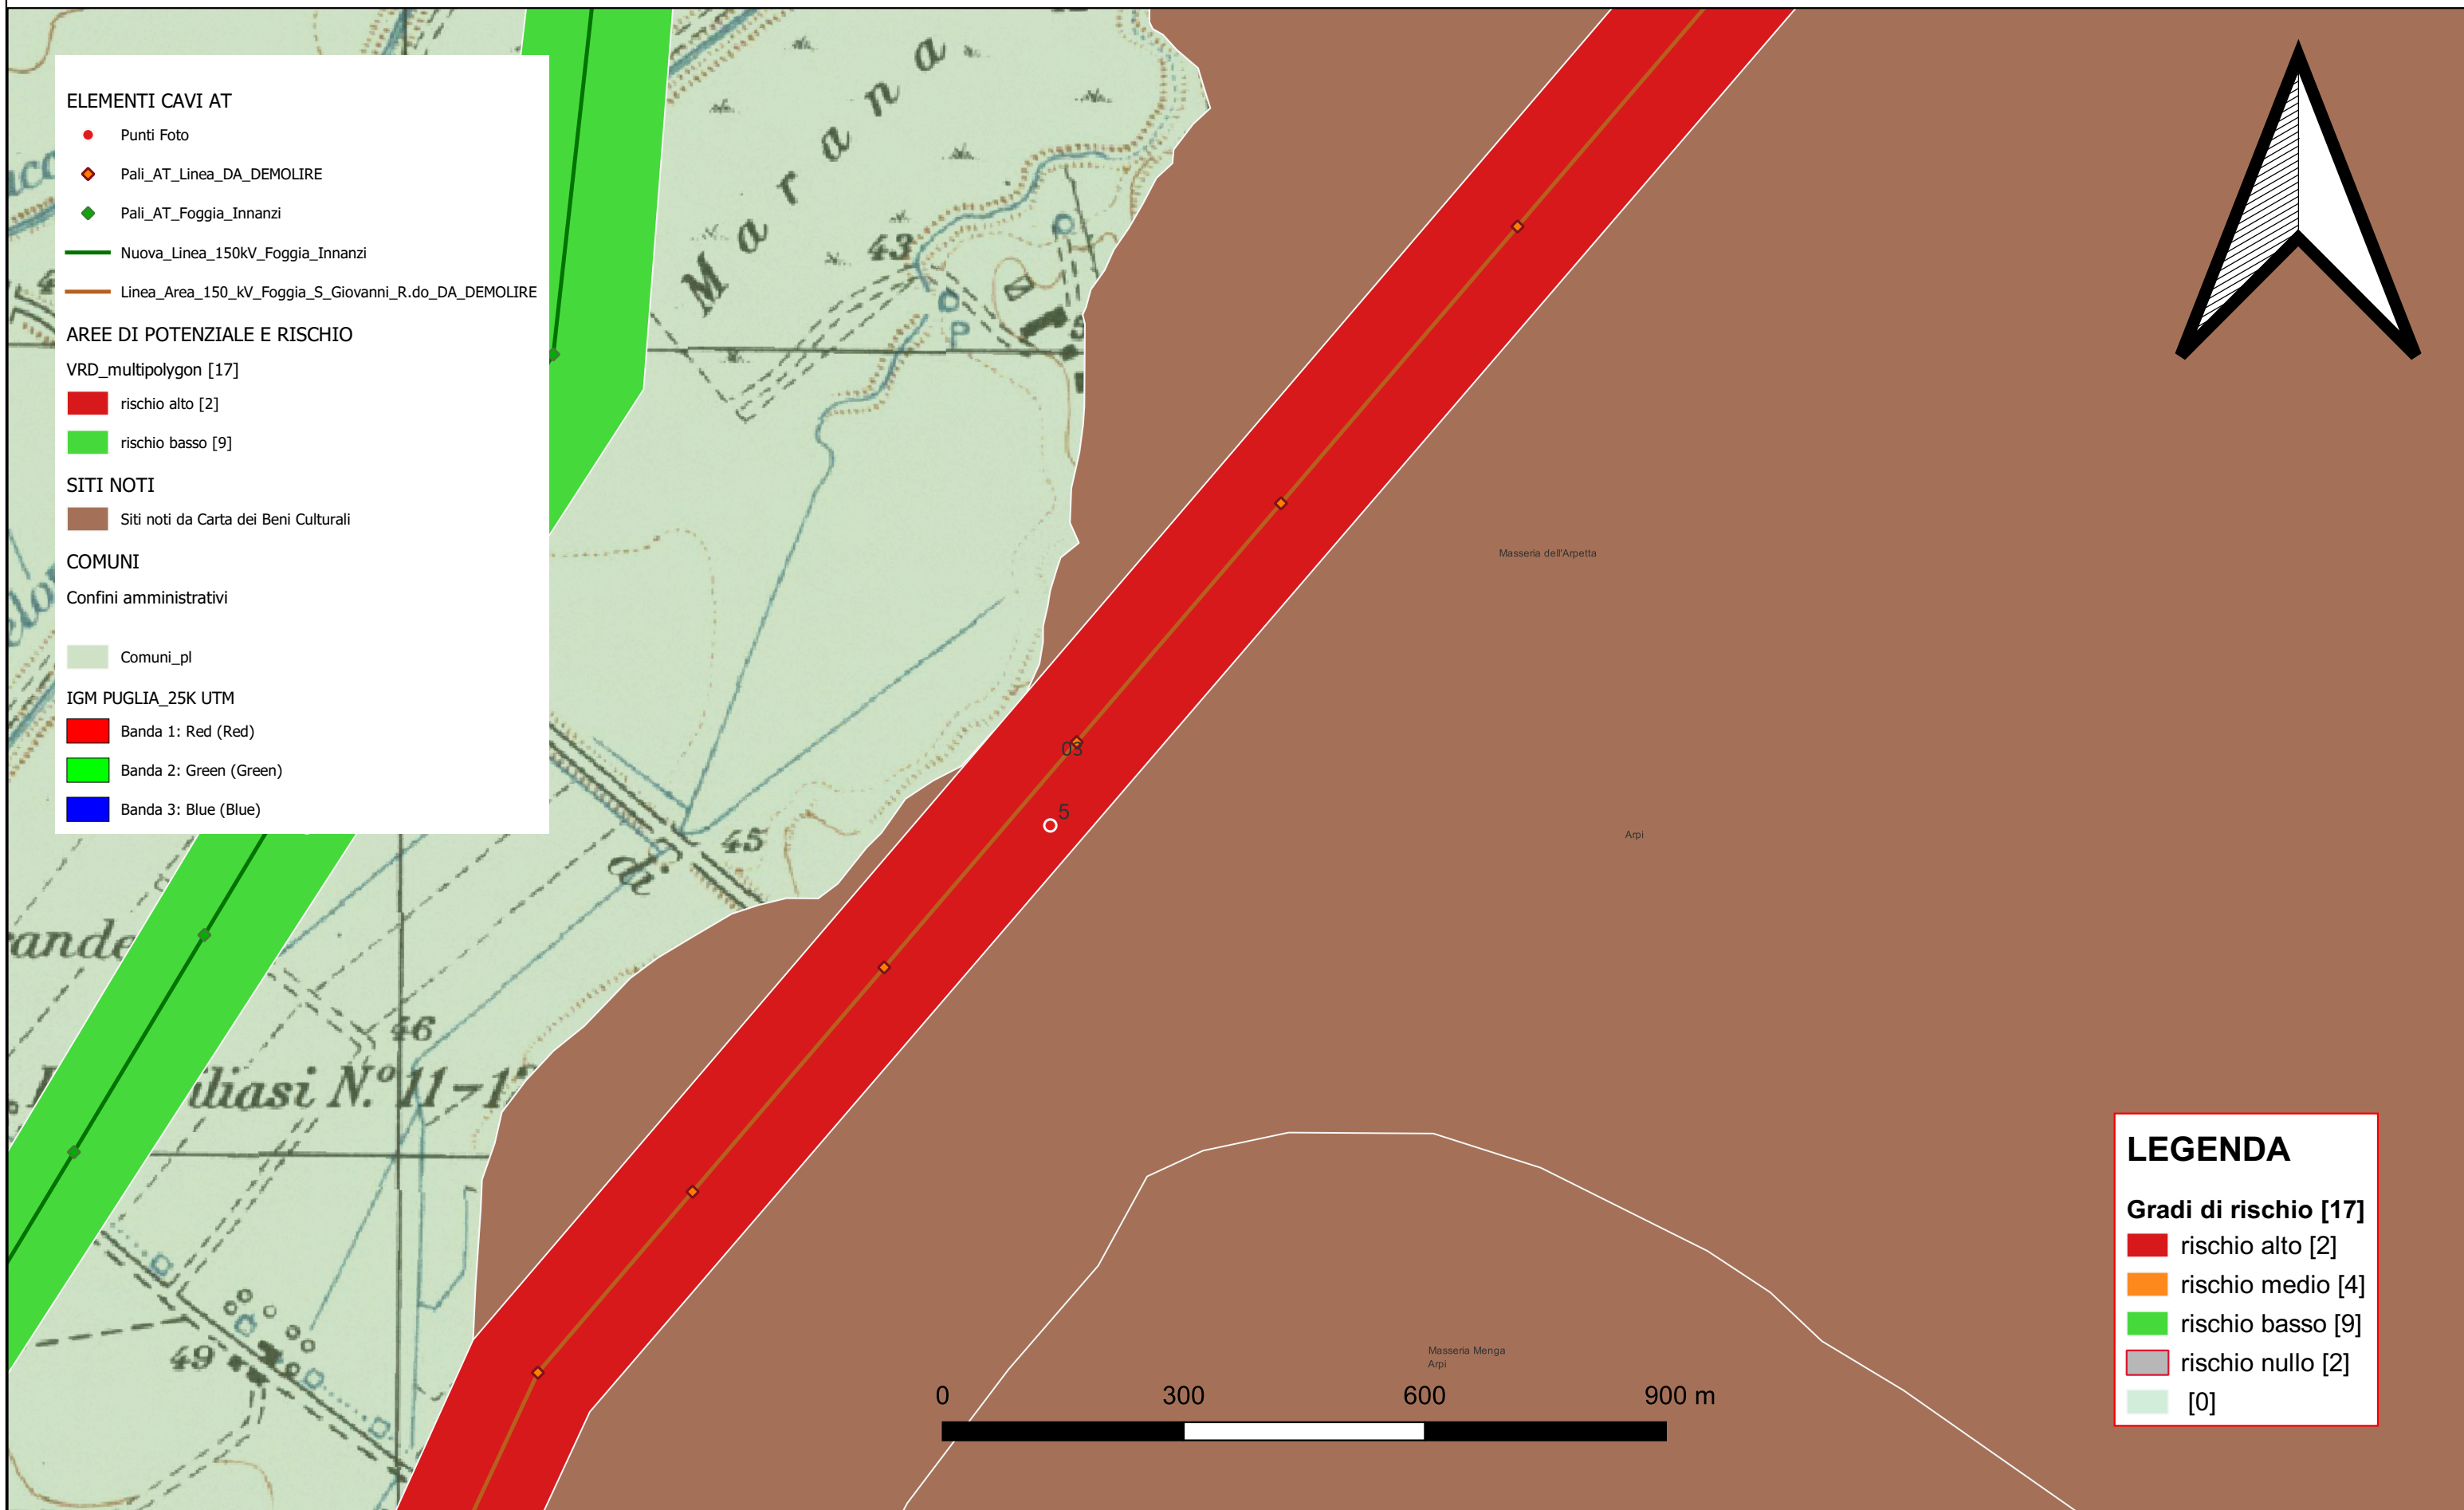 ELEMENTI CAVI AT
Punti Foto
Pali_AT_Linea_DA_DEMOLIRE
Pali_AT_Foggia_Innanzi
Nuova_Linea_150kV_Foggia_Innanzi
Linea_Area_150_kV_Foggia_S_Giovanni_R.do_DA_DEMOLIRE
AREE DI POTENZIALE E RISCHIO
VRD_multipolygon [17]
rischio alto [2]
rischio basso [9]
SITI NOTI
Siti noti da Carta dei Beni Culturali
COMUNI
Confini amministrativi
Comuni_pl
IGM PUGLIA_25K UTM
Banda 1: Red (Red)
Banda 2: Green (Green)
Banda 3: Blue (Blue)
Marana
43
P
Masseria dell'Arpetta
03
5
Arpi
45
di
46
N.º 11-1
49
Masseria Menga
Arpi
0 300 600 900 m
LEGENDA
Gradi di rischio [17]
rischio alto [2]
rischio medio [4]
rischio basso [9]
rischio nullo [2]
[0]